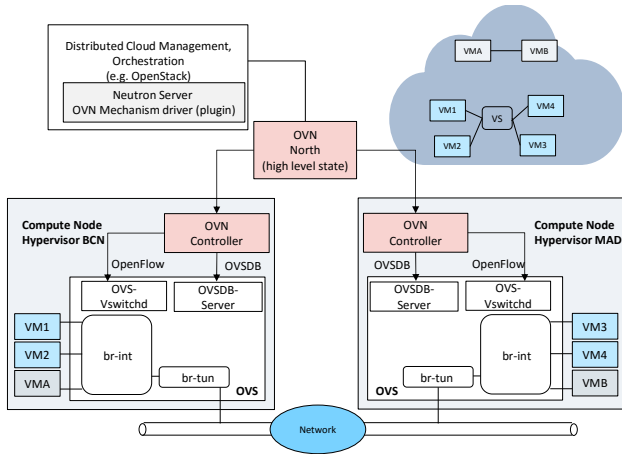 Distributed Cloud Management,
Orchestration
(e.g. OpenStack)
Neutron Server
OVN Mechanism driver (plugin)
VMA
VMB
VM1
VM4
VS
VM2
VM3
OVN
North
(high level state)
Compute Node
Hypervisor BCN
OVN
Controller
OpenFlow
OVSDB
OVS-
Vswitchd
OVSDB-
Server
VM1
VM2
VMA
br-int
br-tun
OVS
OVN
Controller
Compute Node
Hypervisor MAD
OVSDB
OpenFlow
OVSDB-
Server
OVS-
Vswitchd
br-int
br-tun
OVS
VM3
VM4
VMB
Network